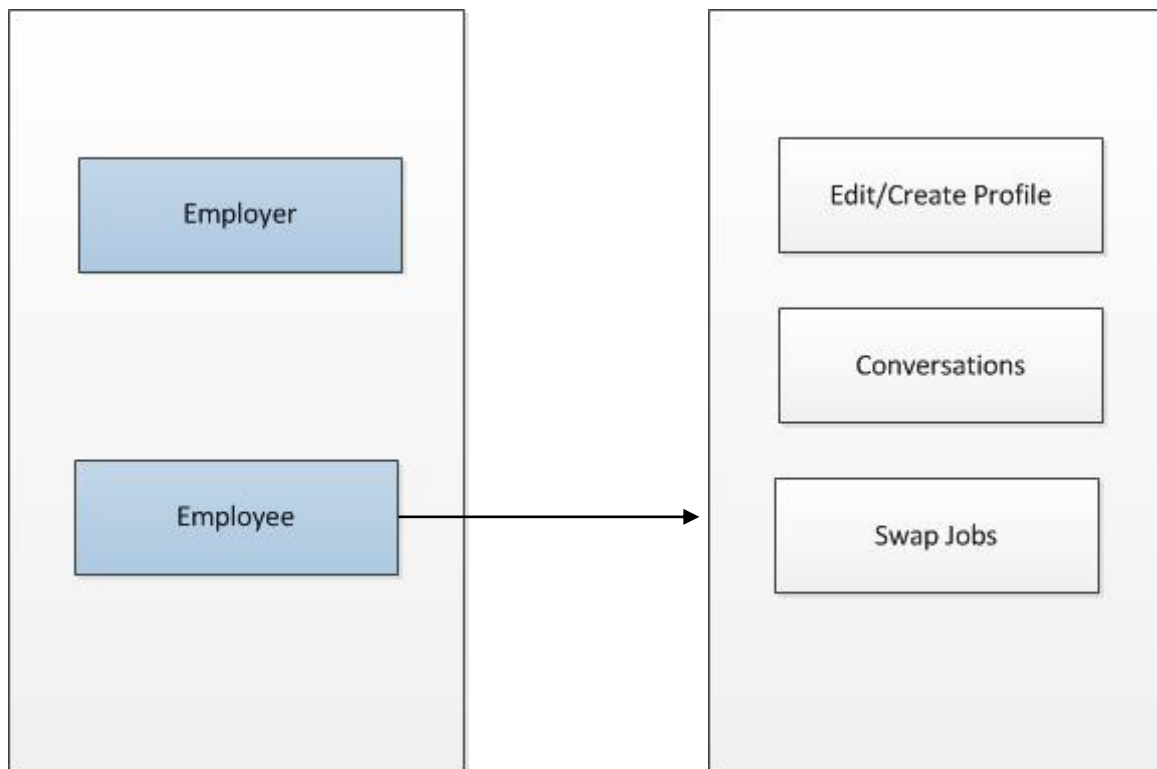 Employer
Employee
Edit/Create Profile
Conversations
Swap Jobs